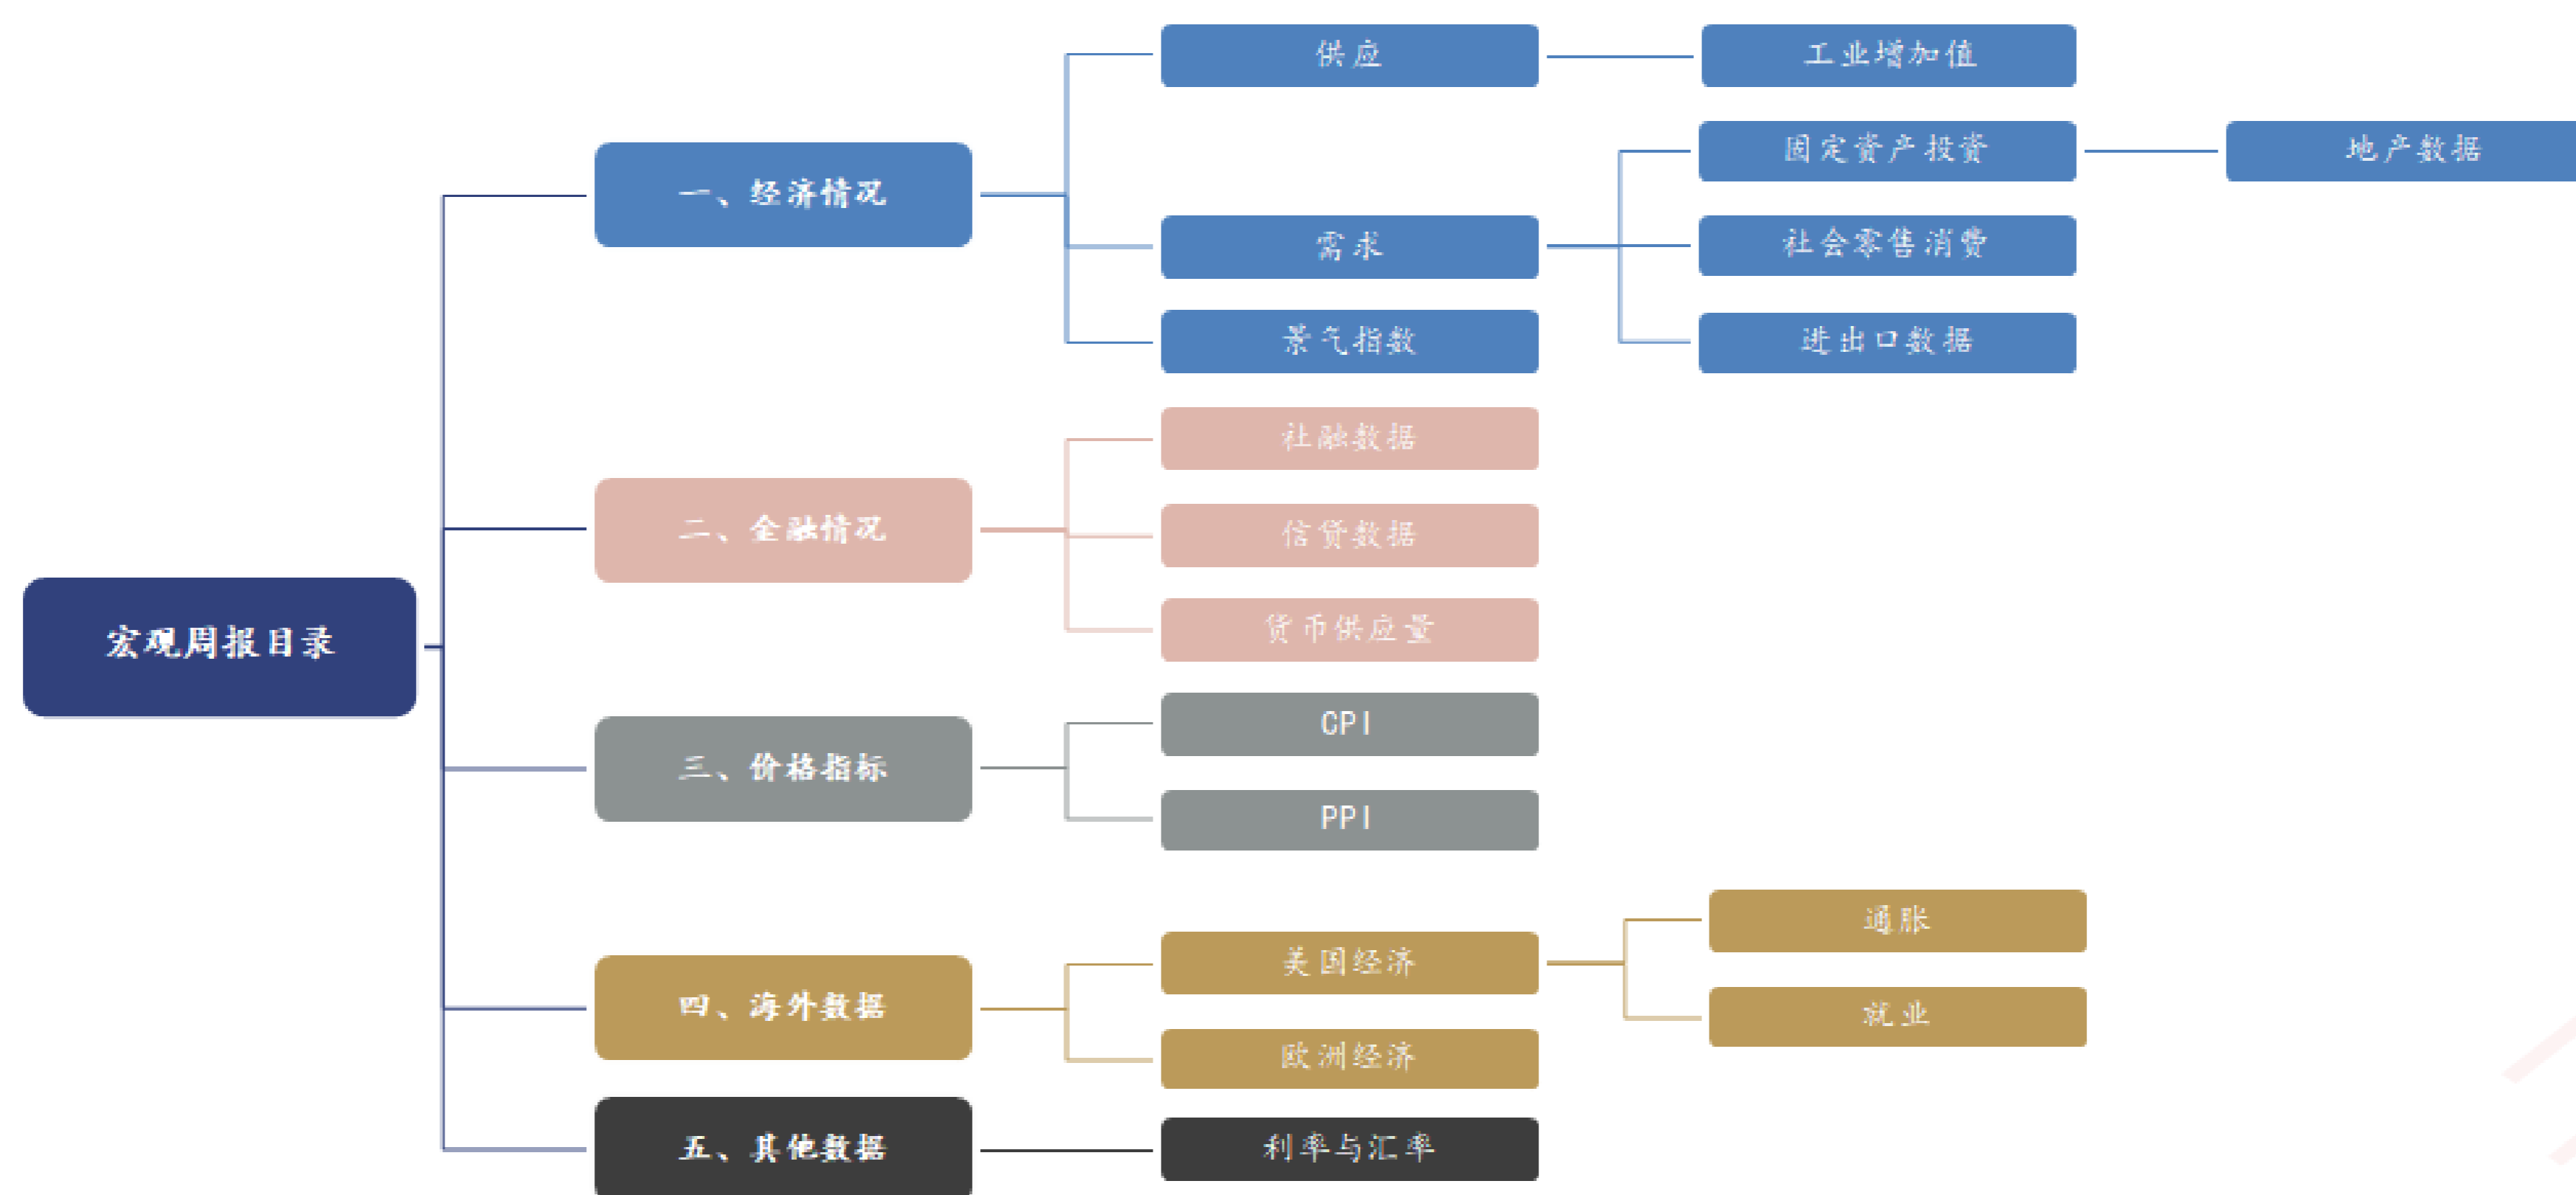 宏观周报目录
一、经济情况
供应
工业增加值
需求
固定资产投资
地产数据
社会零售消费
进出口数据
景气指数
二、金融情况
社融数据
信贷数据
货币供应量
三、价格指标
CPI
PPI
四、海外数据
美国经济
通胀
就业
欧洲经济
五、其他数据
利率与汇率